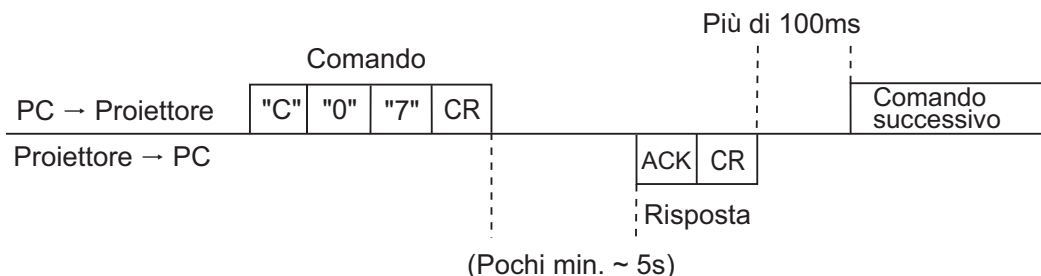 Più di 100ms
Comando
PC → Proiettore "C" "0" "7" CR Comando
successivo
Proiettore → PC ACK CR
Risposta
(Pochi min. ~ 5s)